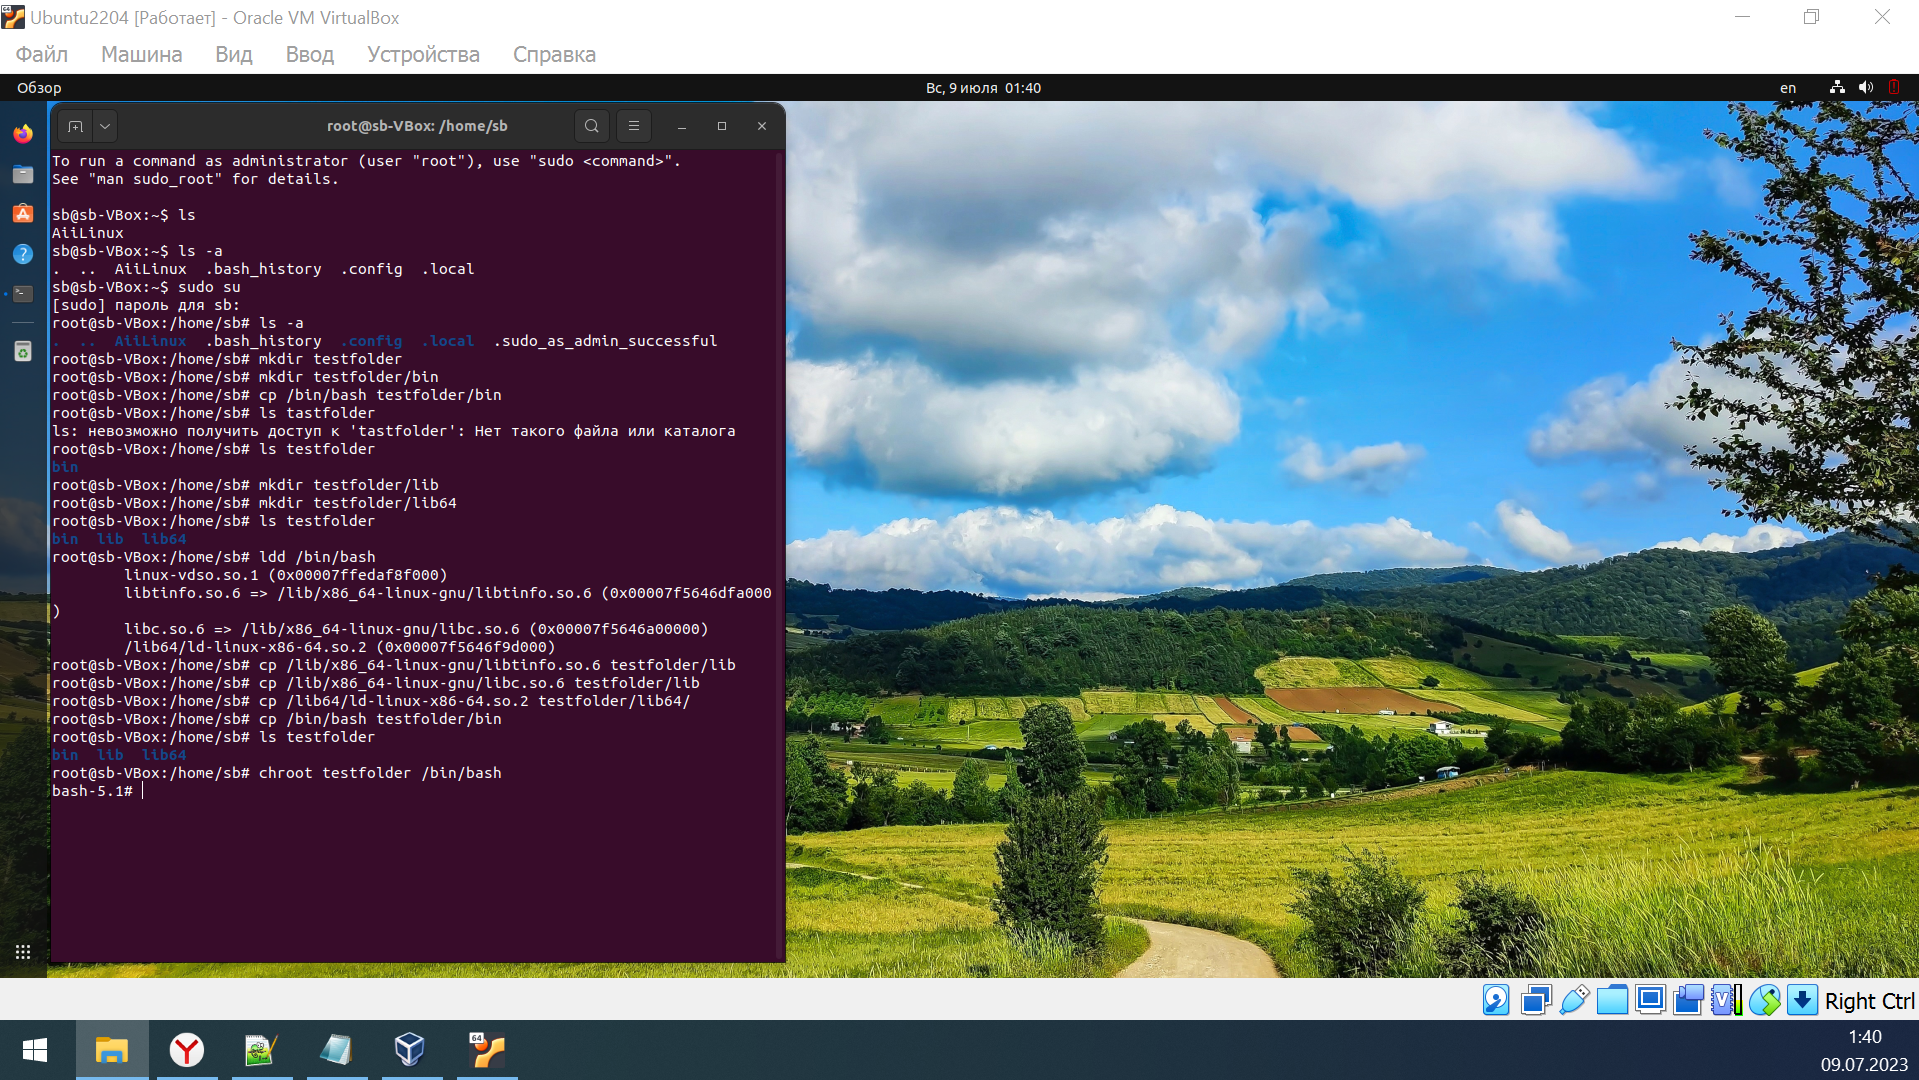 Ubuntu2204 [Работает] - Oracle VM VirtualBox
Файл Машина Вид Ввод Устройства Справка
Обзор Вс, 9 июля 01:40 en
root@sb-VBox: /home/sb
To run a command as administrator (user "root"), use "sudo <command>".
See "man sudo_root" for details.
sb@sb-VBox:~$ ls
AiiLinux
sb@sb-VBox:~$ ls -a
. .. AiiLinux .bash_history .config .local
sb@sb-VBox:~$ sudo su
[sudo] пароль для sb:
root@sb-VBox:/home/sb# ls -a
. .. AiiLinux .bash_history .config .local .sudo_as_admin_successful
root@sb-VBox:/home/sb# mkdir testfolder
root@sb-VBox:/home/sb# mkdir testfolder/bin
root@sb-VBox:/home/sb# cp /bin/bash testfolder/bin
root@sb-VBox:/home/sb# ls tastfolder
ls: невозможно получить доступ к 'tastfolder': Нет такого файла или каталога
root@sb-VBox:/home/sb# ls testfolder
bin
root@sb-VBox:/home/sb# mkdir testfolder/lib
root@sb-VBox:/home/sb# mkdir testfolder/lib64
root@sb-VBox:/home/sb# ls testfolder
bin lib lib64
root@sb-VBox:/home/sb# ldd /bin/bash
linux-vdso.so.1 (0x00007ffedaf8f000)
libtinfo.so.6 => /lib/x86_64-linux-gnu/libtinfo.so.6 (0x00007f5646dfa000
)
libc.so.6 => /lib/x86_64-linux-gnu/libc.so.6 (0x00007f5646a00000)
/lib64/ld-linux-x86-64.so.2 (0x00007f5646f9d000)
root@sb-VBox:/home/sb# cp /lib/x86_64-linux-gnu/libtinfo.so.6 testfolder/lib
root@sb-VBox:/home/sb# cp /lib/x86_64-linux-gnu/libc.so.6 testfolder/lib
root@sb-VBox:/home/sb# cp /lib64/ld-linux-x86-64.so.2 testfolder/lib64/
root@sb-VBox:/home/sb# cp /bin/bash testfolder/bin
root@sb-VBox:/home/sb# ls testfolder
bin lib lib64
root@sb-VBox:/home/sb# chroot testfolder /bin/bash
bash-5.1#
Right Ctrl
64
1:40
09.07.2023